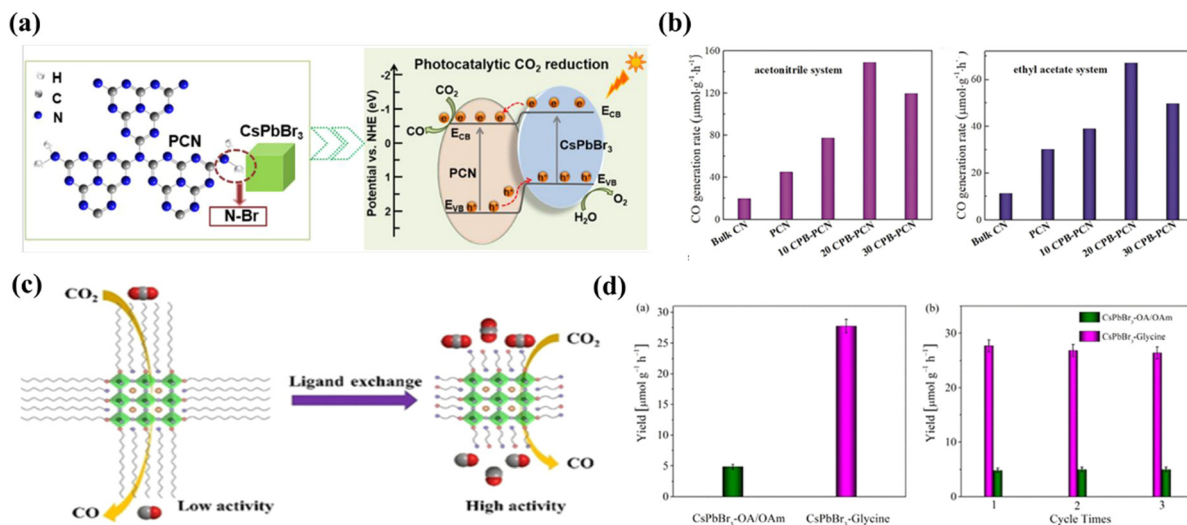 (a)
H
C
N
PCN
CsPbBr3
N-Br
Photocatalytic CO2 reduction
Potential vs. NHE (eV)
-2
-1
0
1
2
CO2
CO
e e e e
e e e
ECB
ECB
PCN
CsPbBr3
h+ h+ h+
h+ h+ h+
EVB
EVB
O2
H2O
(b)
CO generation rate (μmol·g-1·h-1)
160
120
80
40
0
acetonitrile system
Bulk CN
PCN
10 CPB-PCN
20 CPB-PCN
30 CPB-PCN
CO generation rate (μmol·g-1·h-1)
60
40
20
0
ethyl acetate system
Bulk CN
PCN
10 CPB-PCN
20 CPB-PCN
30 CPB-PCN
(c)
CO2
CO
Low activity
Ligand exchange
CO2
CO
High activity
(d)
(a)
Yield [μmol g-1 h-1]
35
30
25
20
15
10
5
0
CsPbBr3-OA/OAm
CsPbBr3-Glycine
(b)
CsPbBr3-OA/OAm
CsPbBr3-Glycine
Yield [μmol g-1 h-1]
30
20
10
0
1
2
3
Cycle Times